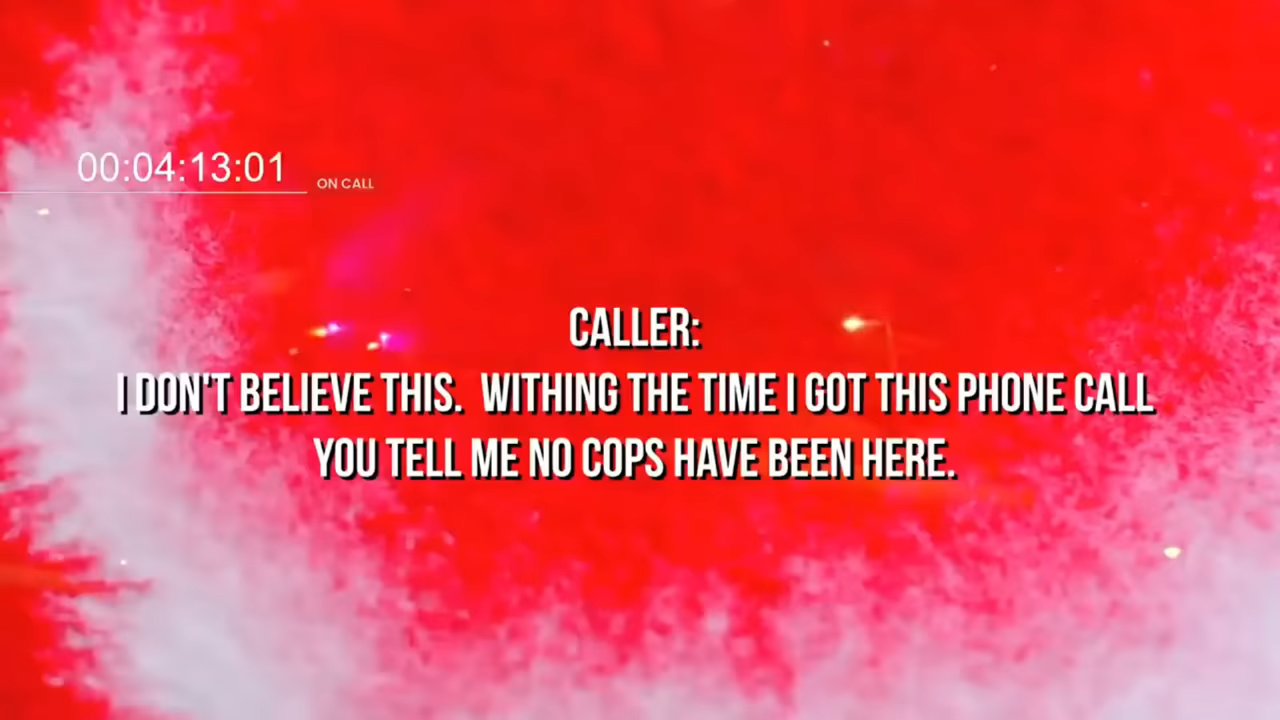 00:04:13:01
ON CALL
CALLER:
I DON'T BELIEVE THIS.  WITHING THE TIME I GOT THIS PHONE CALL
YOU TELL ME NO COPS HAVE BEEN HERE.